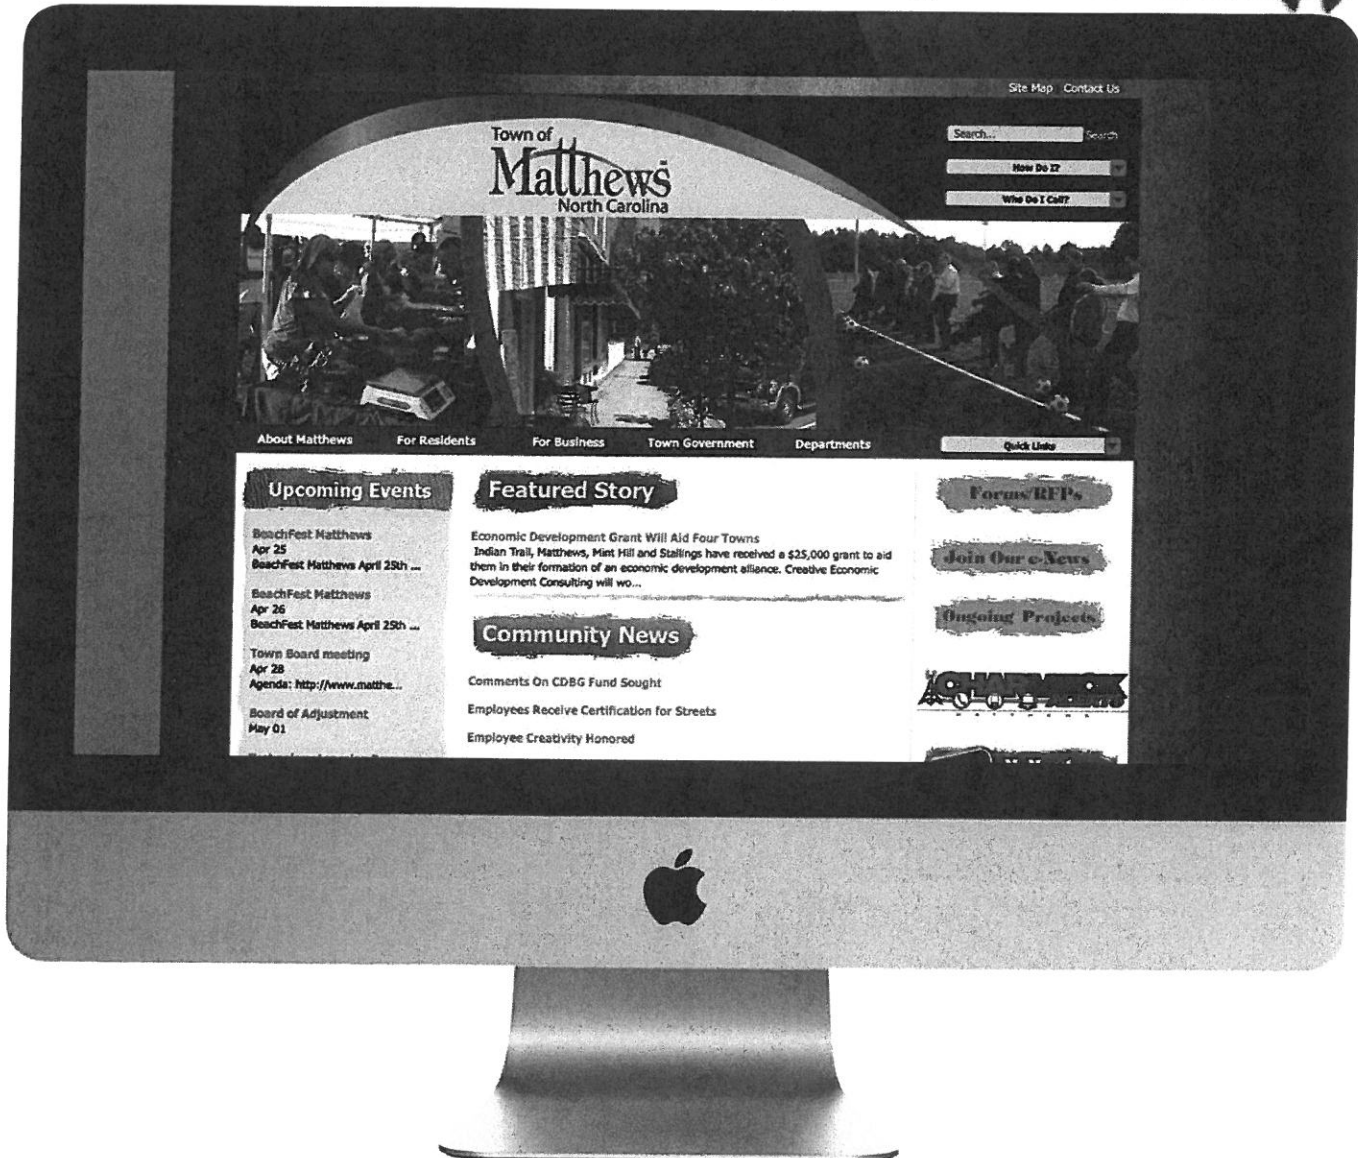 Site Map Contact Us
Town of
Matthews
North Carolina
Search... Search
How Do I?
Who Do I Call?
About Matthews For Residents For Business Town Government Departments Quick Links
Upcoming Events
BeachFest Matthews
Apr 25
BeachFest Matthews April 25th ...
BeachFest Matthews
Apr 26
BeachFest Matthews April 25th ...
Town Board meeting
Apr 28
Agenda: http://www.matthe...
Board of Adjustment
May 01
Featured Story
Economic Development Grant Will Aid Four Towns
Indian Trail, Matthews, Mint Hill and Stallings have received a $25,000 grant to aid
them in their formation of an economic development alliance. Creative Economic
Development Consulting will wo...
Community News
Comments On CDBG Fund Sought
Employees Receive Certification for Streets
Employee Creativity Honored
Forms/RFPs
Join Our e-News
Ongoing Projects
CHARMECK
ALERTS